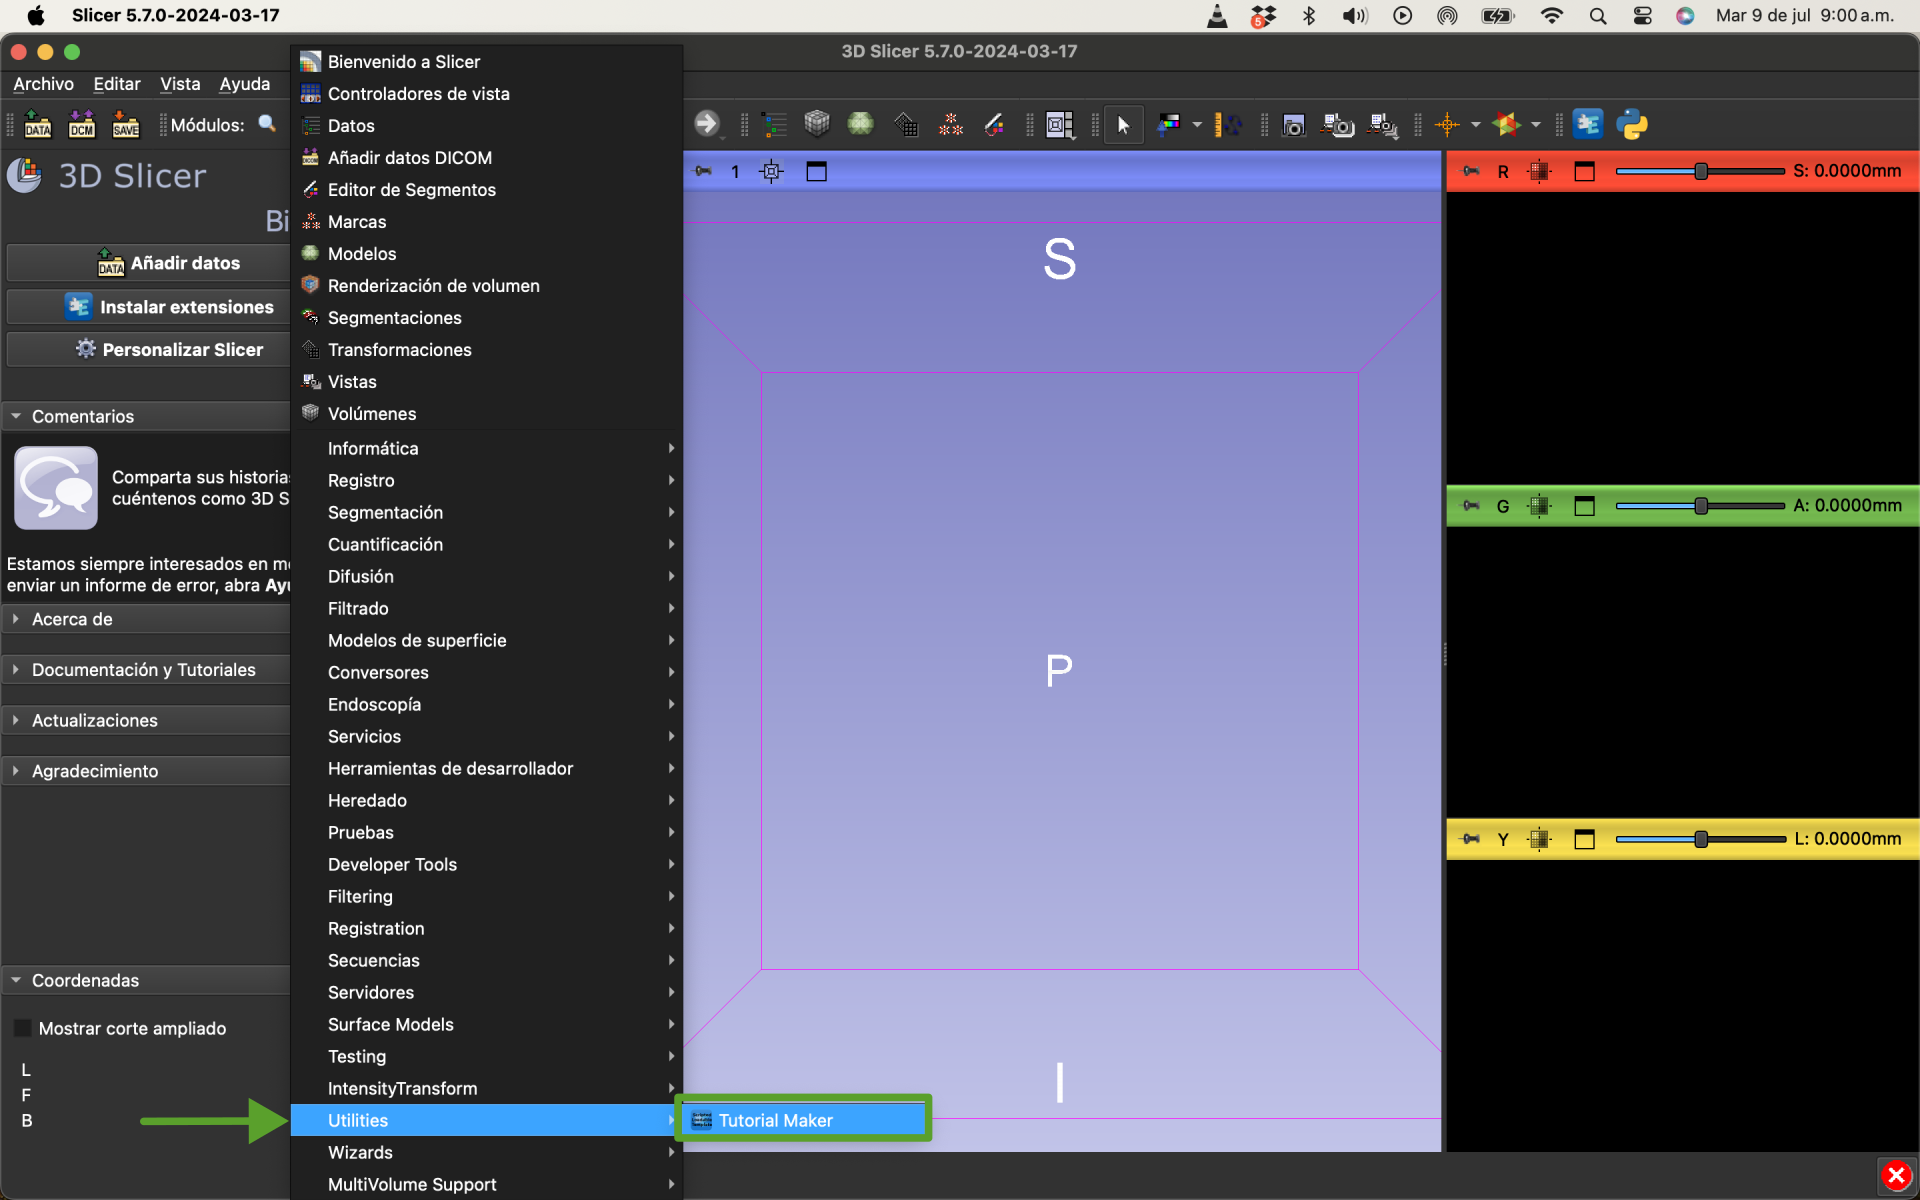 Slicer 5.7.0-2024-03-17
5
Mar 9 de jul 9:00 a.m.
3D Slicer 5.7.0-2024-03-17
Archivo Editar Vista Ayuda
DATA DCM SAVE Módulos:
3D Slicer
Bi
DATA Añadir datos
Instalar extensiones
Personalizar Slicer
Comentarios
Comparta sus historia
cuéntenos como 3D S
Estamos siempre interesados en me
enviar un informe de error, abra Ayu
Acerca de
Documentación y Tutoriales
Actualizaciones
Agradecimiento
Coordenadas
Mostrar corte ampliado
L
F
B
Bienvenido a Slicer
Controladores de vista
Datos
Añadir datos DICOM
Editor de Segmentos
Marcas
Modelos
Renderización de volumen
Segmentaciones
Transformaciones
Vistas
Volúmenes
Informática
Registro
Segmentación
Cuantificación
Difusión
Filtrado
Modelos de superficie
Conversores
Endoscopía
Servicios
Herramientas de desarrollador
Heredado
Pruebas
Developer Tools
Filtering
Registration
Secuencias
Servidores
Surface Models
Testing
IntensityTransform
Utilities
Wizards
MultiVolume Support
Tutorial Maker
1
S
P
I
R S: 0.0000mm
G A: 0.0000mm
Y L: 0.0000mm